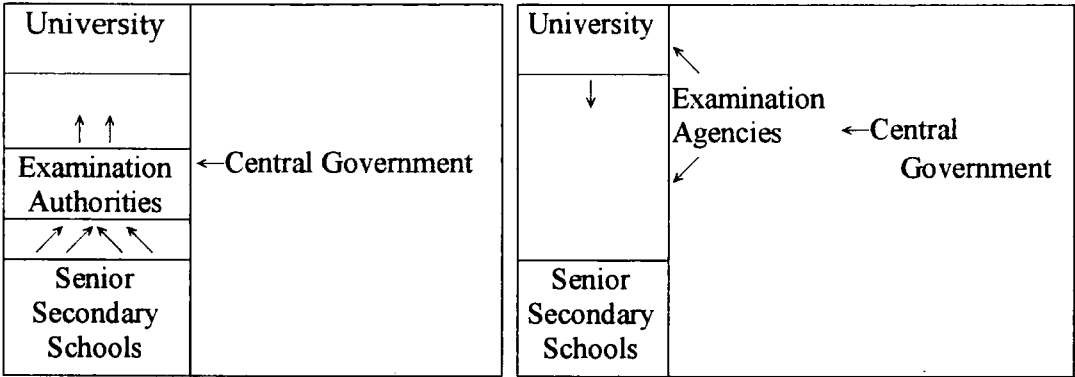 University
Examination
Authorities
←Central Government
Senior
Secondary
Schools
University
Examination
Agencies
←Central
Government
Senior
Secondary
Schools